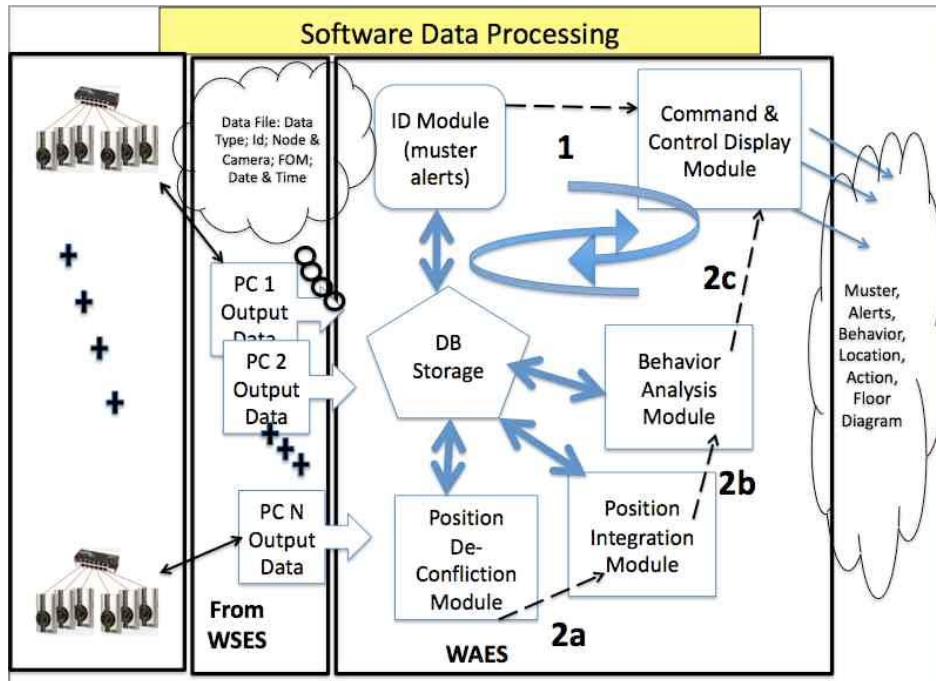 Software Data Processing
Data File: Data
Type; Id; Node &
Camera; FOM;
Date & Time
PC 1
Output
Data
PC 2
Output
Data
PC N
Output
Data
From
WSES
ID Module
(muster
alerts)
1
Command &
Control Display
Module
2c
DB
Storage
Behavior
Analysis
Module
2b
Position
De-
Confliction
Module
Position
Integration
Module
2a
WAES
Muster,
Alerts,
Behavior,
Location,
Action,
Floor
Diagram